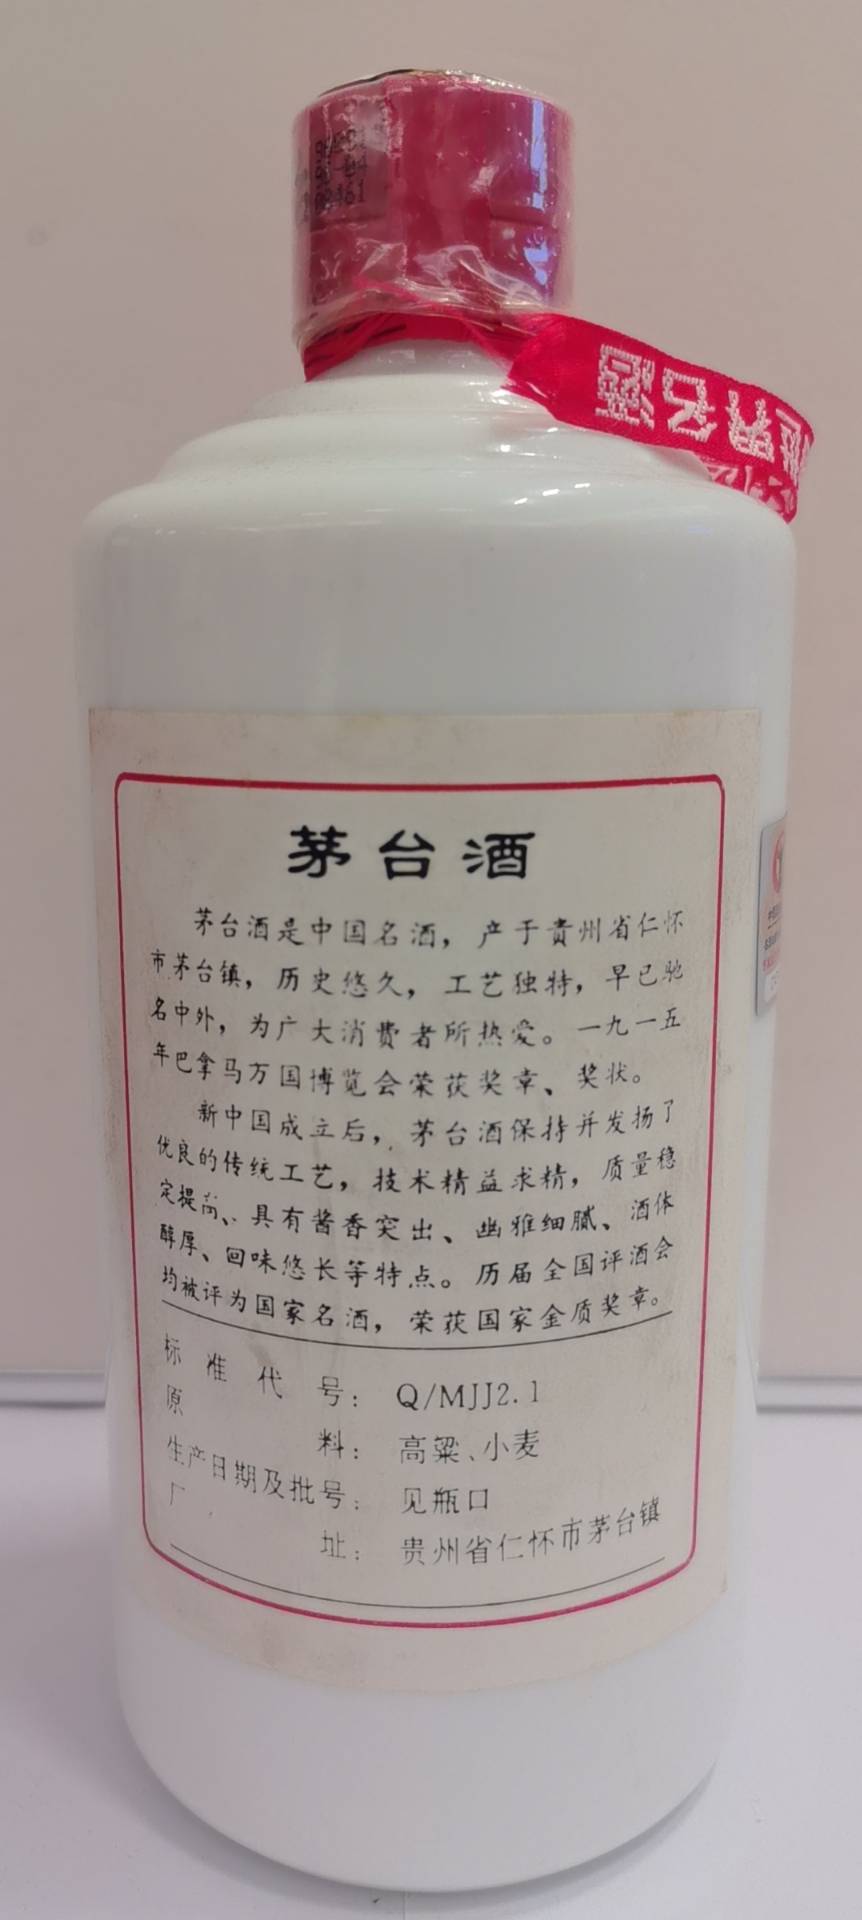 中国名酒世界
茅台酒
茅台酒是中国名酒，产于贵州省仁怀
市茅台镇，历史悠久，工艺独特，早已驰
名中外，为广大消费者所热爱。一九一五
年巴拿马万国博览会荣获奖章、奖状。
新中国成立后，茅台酒保持并发扬了
优良的传统工艺，技术精益求精，质量稳
定提高、具有酱香突出、幽雅细腻、酒体
醇厚、回味悠长等特点。历届全国评酒会
均被评为国家名酒，荣获国家金质奖章。
标准代号：Q/MJJ2.1
原料：高粱、小麦
生产日期及批号：见瓶口
厂址：贵州省仁怀市茅台镇